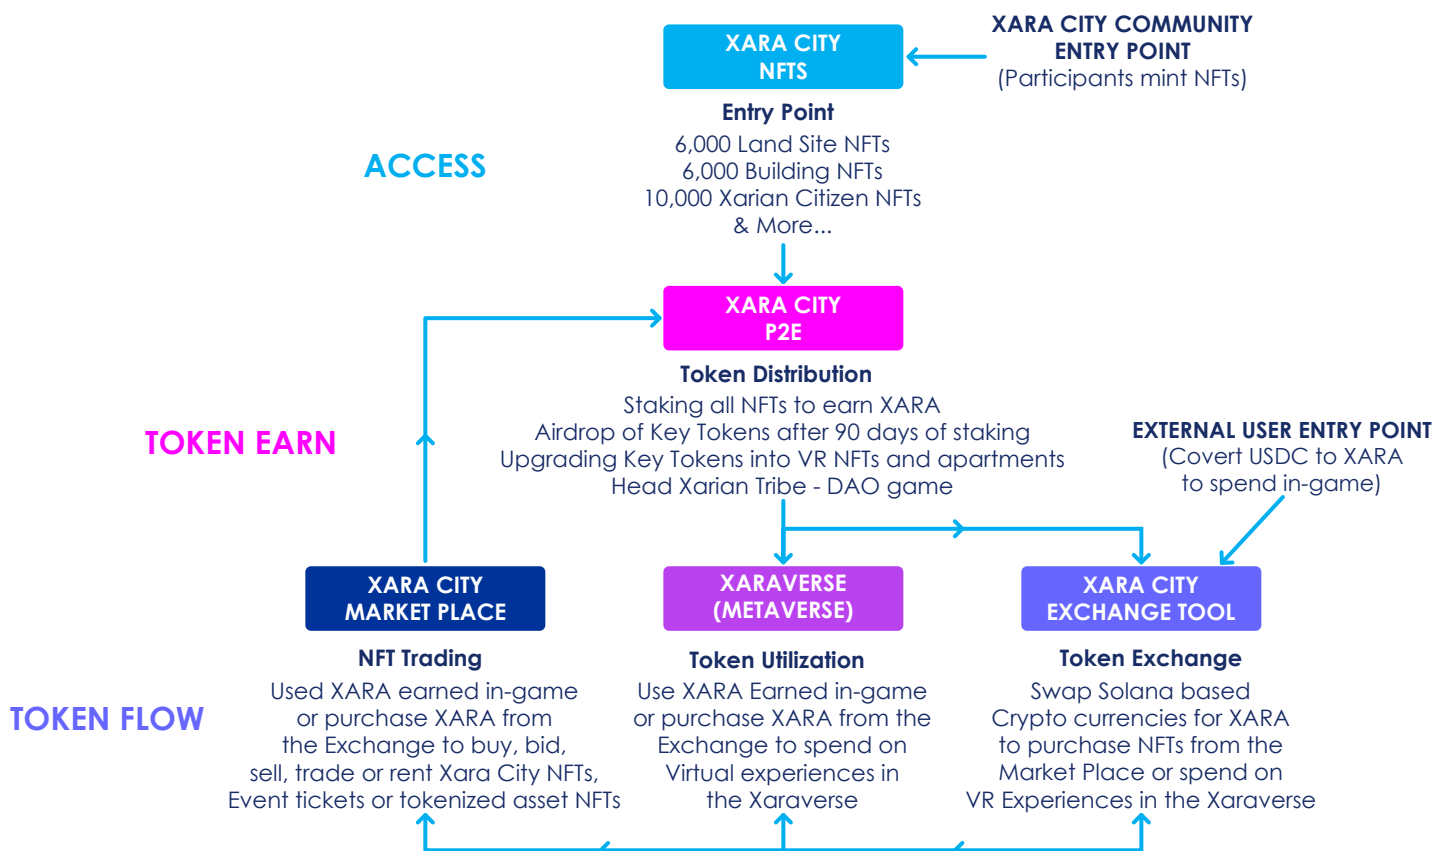 XARA CITY
NFTS
XARA CITY COMMUNITY
ENTRY POINT
(Participants mint NFTs)
ACCESS
Entry Point
6,000 Land Site NFTs
6,000 Building NFTs
10,000 Xarian Citizen NFTs
& More...
XARA CITY
P2E
TOKEN EARN
Token Distribution
Staking all NFTs to earn XARA
Airdrop of Key Tokens after 90 days of staking
Upgrading Key Tokens into VR NFTs and apartments
Head Xarian Tribe - DAO game
EXTERNAL USER ENTRY POINT
(Covert USDC to XARA
to spend in-game)
XARA CITY
MARKET PLACE
XARAVERSE
(METAVERSE)
XARA CITY
EXCHANGE TOOL
TOKEN FLOW
NFT Trading
Used XARA earned in-game
or purchase XARA from
the Exchange to buy, bid,
sell, trade or rent Xara City NFTs,
Event tickets or tokenized asset NFTs
Token Utilization
Use XARA Earned in-game
or purchase XARA from the
Exchange to spend on
Virtual experiences in
the Xaraverse
Token Exchange
Swap Solana based
Crypto currencies for XARA
to purchase NFTs from the
Market Place or spend on
VR Experiences in the Xaraverse